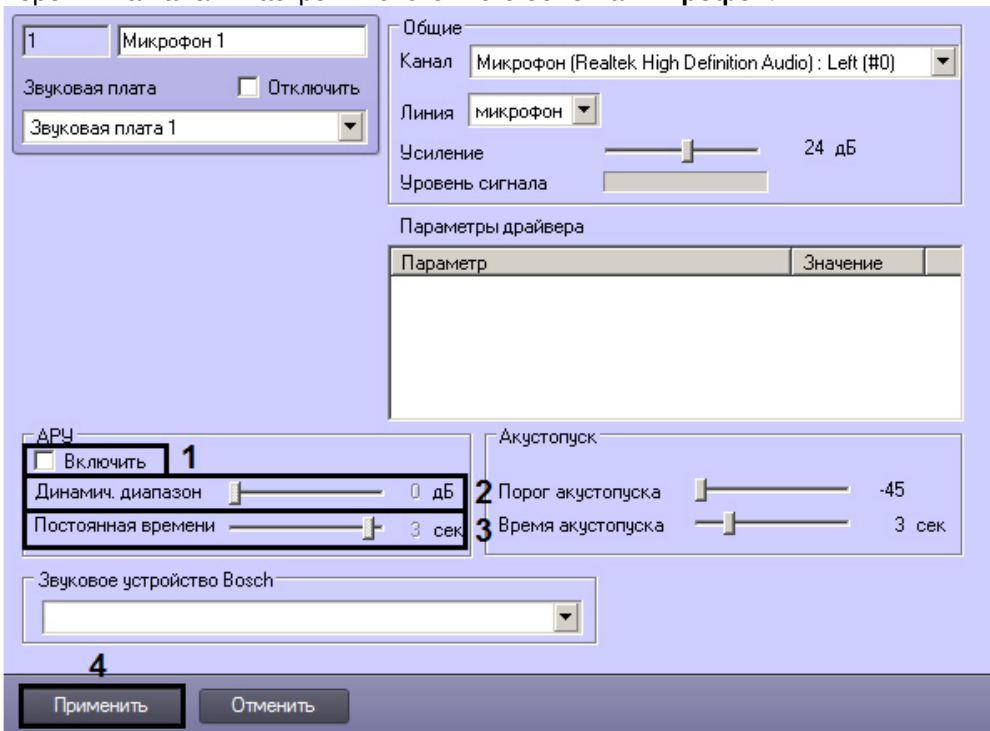 1 Микрофон 1
Звуковая плата Отключить
Звуковая плата 1
Общие
Канал Микрофон (Realtek High Definition Audio) : Left (#0)
Линия микрофон
Усиление 24 дБ
Уровень сигнала
Параметры драйвера
Параметр Значение
АРУ
Включить 1
Динамич. диапазон 0 дБ 2
Постоянная времени 3 сек 3
Акустопуск
Порог акустопуска -45
Время акустопуска 3 сек
Звуковое устройство Bosch
4
Применить Отменить